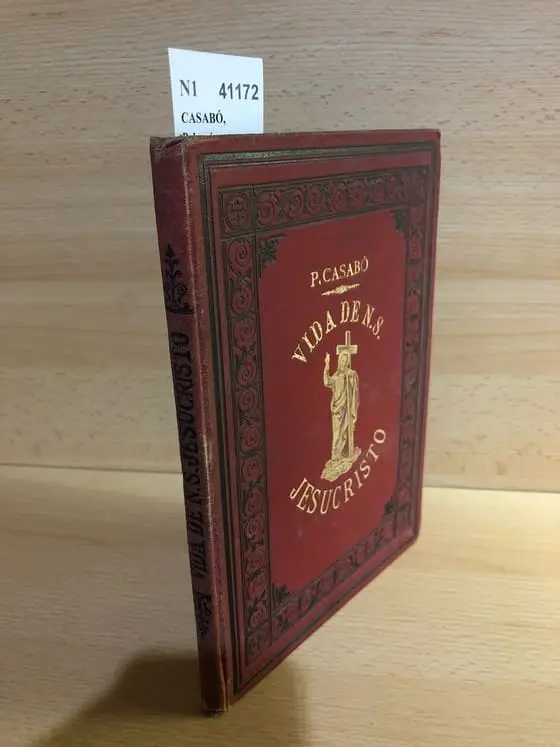 N1 41172
CASABÓ,
P. CASABÓ
VIDA DE N.S.
JESUCRISTO
VIDA DE N.S. JESUCRISTO